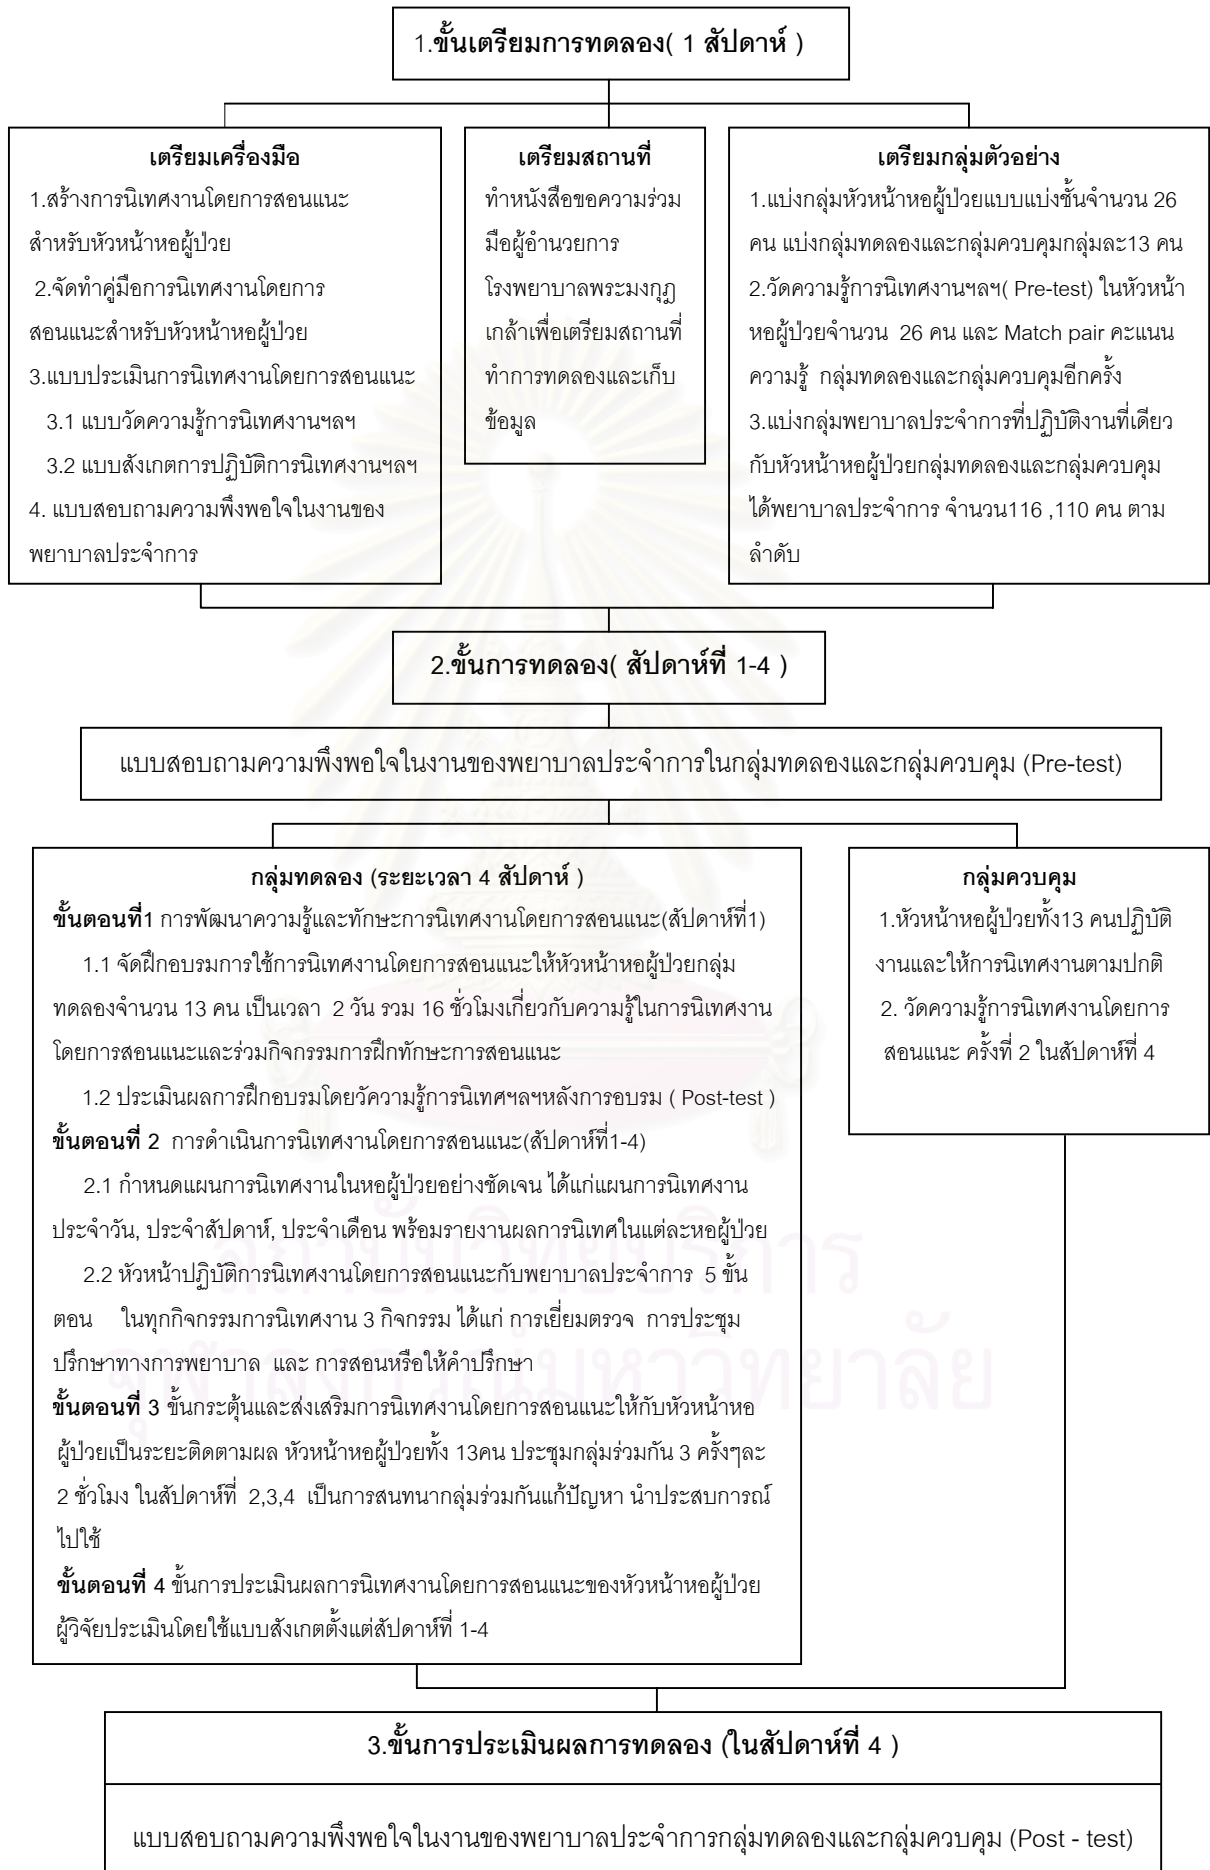 1.ขั้นเตรียมการทดลอง( 1 สัปดาห์ )
เตรียมเครื่องมือ
1.สร้างการนิเทศงานโดยการสอนแนะ
สำหรับหัวหน้าหอผู้ป่วย
2.จัดทำคู่มือการนิเทศงานโดยการ
สอนแนะสำหรับหัวหน้าหอผู้ป่วย
3.แบบประเมินการนิเทศงานโดยการสอนแนะ
3.1 แบบวัดความรู้การนิเทศงานฯลฯ
3.2 แบบสังเกตการปฏิบัติการนิเทศงานฯลฯ
4. แบบสอบถามความพึงพอใจในงานของ
พยาบาลประจำการ
เตรียมสถานที่
ทำหนังสือขอความร่วม
มือผู้อำนวยการ
โรงพยาบาลพระมงกุฎ
เกล้าเพื่อเตรียมสถานที่
ทำการทดลองและเก็บ
ข้อมูล
เตรียมกลุ่มตัวอย่าง
1.แบ่งกลุ่มหัวหน้าหอผู้ป่วยแบบแบ่งชั้นจำนวน 26
คน แบ่งกลุ่มทดลองและกลุ่มควบคุมกลุ่มละ13 คน
2.วัดความรู้การนิเทศงานฯลฯ( Pre-test) ในหัวหน้า
หอผู้ป่วยจำนวน 26 คน และ Match pair คะแนน
ความรู้ กลุ่มทดลองและกลุ่มควบคุมอีกครั้ง
3.แบ่งกลุ่มพยาบาลประจำการที่ปฏิบัติงานที่เดียว
กับหัวหน้าหอผู้ป่วยกลุ่มทดลองและกลุ่มควบคุม
ได้พยาบาลประจำการ จำนวน116 ,110 คน ตาม
ลำดับ
2.ขั้นการทดลอง( สัปดาห์ที่ 1-4 )
แบบสอบถามความพึงพอใจในงานของพยาบาลประจำการในกลุ่มทดลองและกลุ่มควบคุม (Pre-test)
กลุ่มทดลอง (ระยะเวลา 4 สัปดาห์ )
ขั้นตอนที่1 การพัฒนาความรู้และทักษะการนิเทศงานโดยการสอนแนะ(สัปดาห์ที่1)
1.1 จัดฝึกอบรมการใช้การนิเทศงานโดยการสอนแนะให้หัวหน้าหอผู้ป่วยกลุ่ม
ทดลองจำนวน 13 คน เป็นเวลา 2 วัน รวม 16 ชั่วโมงเกี่ยวกับความรู้ในการนิเทศงาน
โดยการสอนแนะและร่วมกิจกรรมการฝึกทักษะการสอนแนะ
1.2 ประเมินผลการฝึกอบรมโดยวัความรู้การนิเทศฯลฯหลังการอบรม ( Post-test )
ขั้นตอนที่ 2 การดำเนินการนิเทศงานโดยการสอนแนะ(สัปดาห์ที่1-4)
2.1 กำหนดแผนการนิเทศงานในหอผู้ป่วยอย่างชัดเจน ได้แก่แผนการนิเทศงาน
ประจำวัน, ประจำสัปดาห์, ประจำเดือน พร้อมรายงานผลการนิเทศในแต่ละหอผู้ป่วย
2.2 หัวหน้าปฏิบัติการนิเทศงานโดยการสอนแนะกับพยาบาลประจำการ 5 ขั้น
ตอน ในทุกกิจกรรมการนิเทศงาน 3 กิจกรรม ได้แก่ การเยี่ยมตรวจ การประชุม
ปรึกษาทางการพยาบาล และ การสอนหรือให้คำปรึกษา
ขั้นตอนที่ 3 ขั้นกระตุ้นและส่งเสริมการนิเทศงานโดยการสอนแนะให้กับหัวหน้าหอ
ผู้ป่วยเป็นระยะติดตามผล หัวหน้าหอผู้ป่วยทั้ง 13คน ประชุมกลุ่มร่วมกัน 3 ครั้งๆละ
2 ชั่วโมง ในสัปดาห์ที่ 2,3,4 เป็นการสนทนากลุ่มร่วมกันแก้ปัญหา นำประสบการณ์
ไปใช้
ขั้นตอนที่ 4 ขั้นการประเมินผลการนิเทศงานโดยการสอนแนะของหัวหน้าหอผู้ป่วย
ผู้วิจัยประเมินโดยใช้แบบสังเกตตั้งแต่สัปดาห์ที่ 1-4
กลุ่มควบคุม
1.หัวหน้าหอผู้ป่วยทั้ง13 คนปฏิบัติ
งานและให้การนิเทศงานตามปกติ
2. วัดความรู้การนิเทศงานโดยการ
สอนแนะ ครั้งที่ 2 ในสัปดาห์ที่ 4
สถาบันวิทยบริการ
จุฬาลงกรณ์มหาวิทยาลัย
3.ขั้นการประเมินผลการทดลอง (ในสัปดาห์ที่ 4 )
แบบสอบถามความพึงพอใจในงานของพยาบาลประจำการกลุ่มทดลองและกลุ่มควบคุม (Post - test)